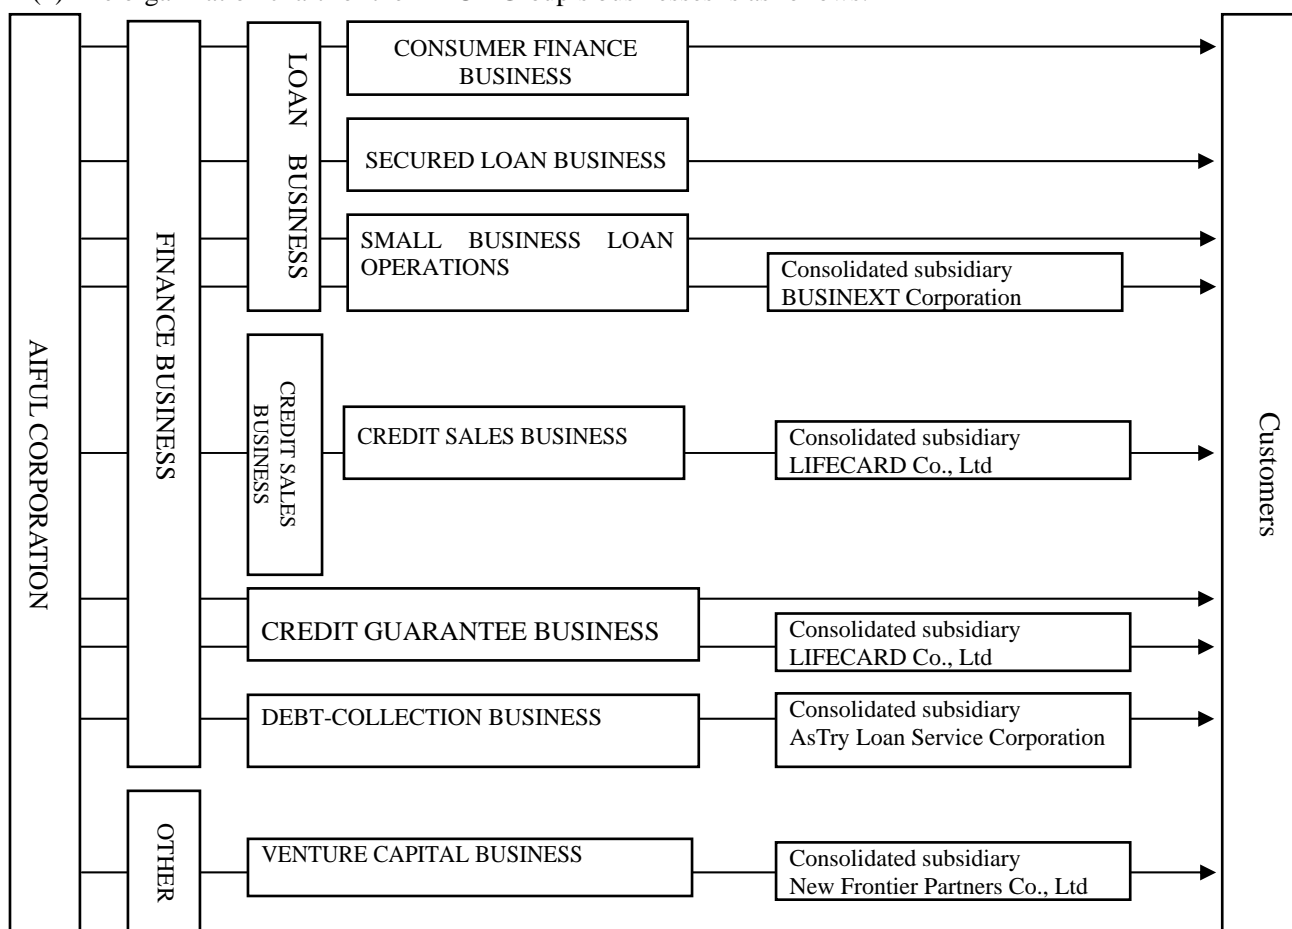 AIFUL CORPORATION
FINANCE BUSINESS
LOAN BUSINESS
CONSUMER FINANCE
BUSINESS
SECURED LOAN BUSINESS
SMALL BUSINESS LOAN
OPERATIONS
Consolidated subsidiary
BUSINEXT Corporation
CREDIT SALES
BUSINESS
CREDIT SALES BUSINESS
Consolidated subsidiary
LIFECARD Co., Ltd
CREDIT GUARANTEE BUSINESS
Consolidated subsidiary
LIFECARD Co., Ltd
DEBT-COLLECTION BUSINESS
Consolidated subsidiary
AsTry Loan Service Corporation
OTHER
VENTURE CAPITAL BUSINESS
Consolidated subsidiary
New Frontier Partners Co., Ltd
Customers